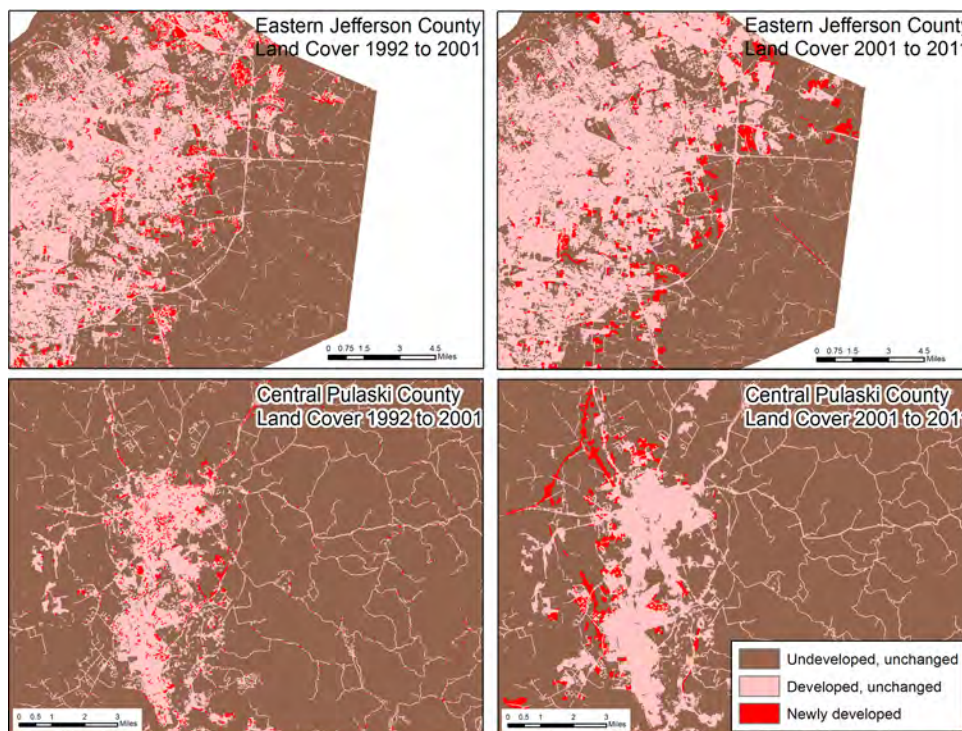 Eastern Jefferson County
Land Cover 1992 to 2001
0 0.75 1.5 3 4.5
Miles
Eastern Jefferson County
Land Cover 2001 to 2011
0 0.75 1.5 3 4.5
Miles
Central Pulaski County
Land Cover 1992 to 2001
0 0.5 1 2 3
Miles
Central Pulaski County
Land Cover 2001 to 2011
0 0.5 1 2 3
Miles
Undeveloped, unchanged
Developed, unchanged
Newly developed